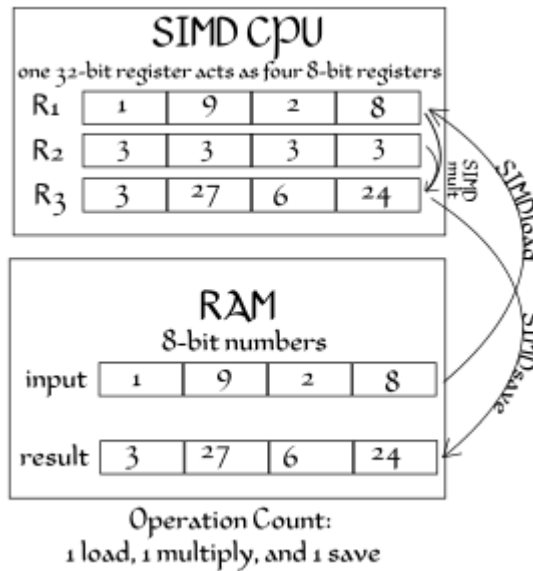 SIMD CPU
one 32-bit register acts as four 8-bit registers
R1 1 9 2 8
R2 3 3 3 3
R3 3 27 6 24
SIMD mult
SIMD load
SIMD save
RAM
8-bit numbers
input 1 9 2 8
result 3 27 6 24
Operation Count:
1 load, 1 multiply, and 1 save